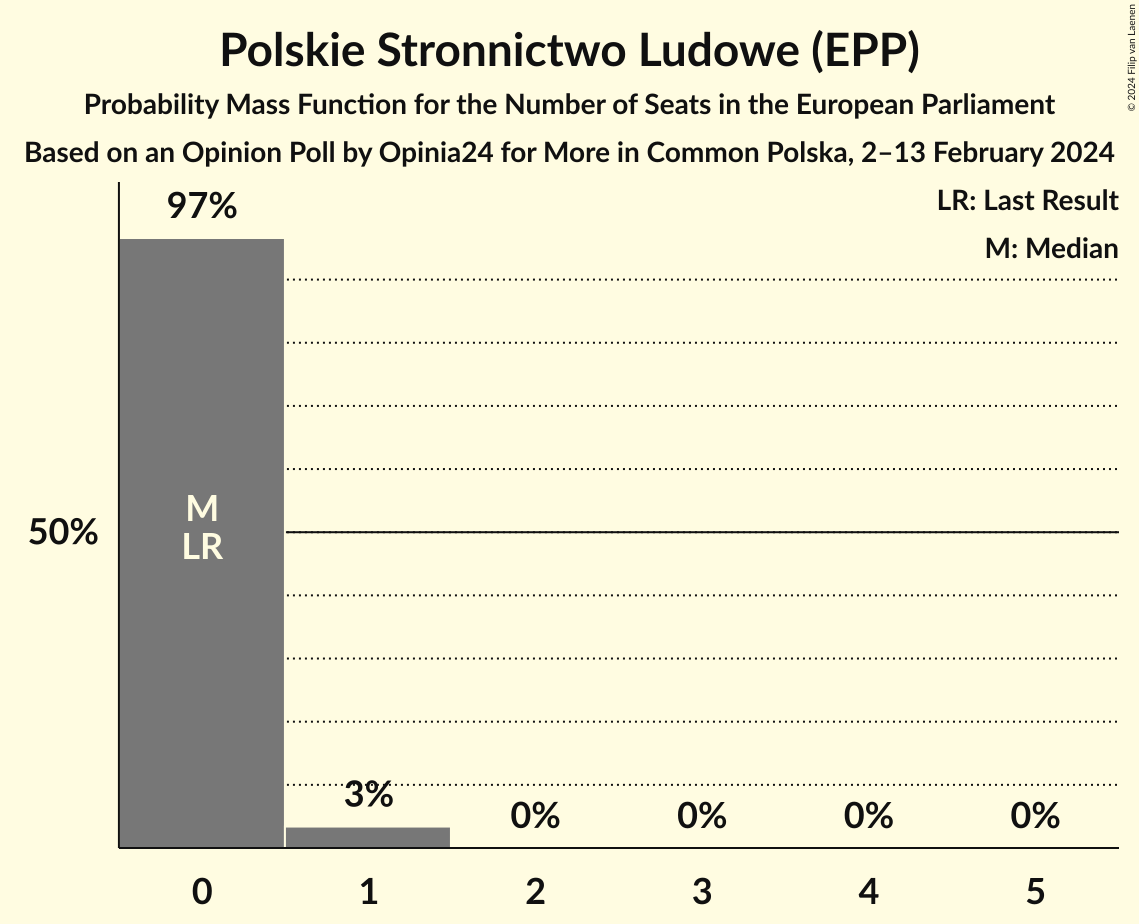 Polskie Stronnictwo Ludowe (EPP)
Probability Mass Function for the Number of Seats in the European Parliament
Based on an Opinion Poll by Opinia24 for More in Common Polska, 2–13 February 2024
© 2024 Filip van Laenen
LR: Last Result
M: Median
97%
M
LR
50%
3%
0%
0%
0%
0%
0
1
2
3
4
5